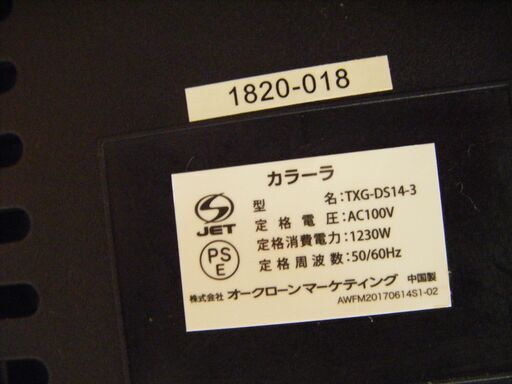 1820-018
カラーラ
JET
型 名:TXG-DS14-3
定格電圧:AC100V
定格消費電力:1230W
PS
E
定格周波数:50/60Hz
株式会社 オークローンマーケティング 中国製
AWFM20170614S1-02